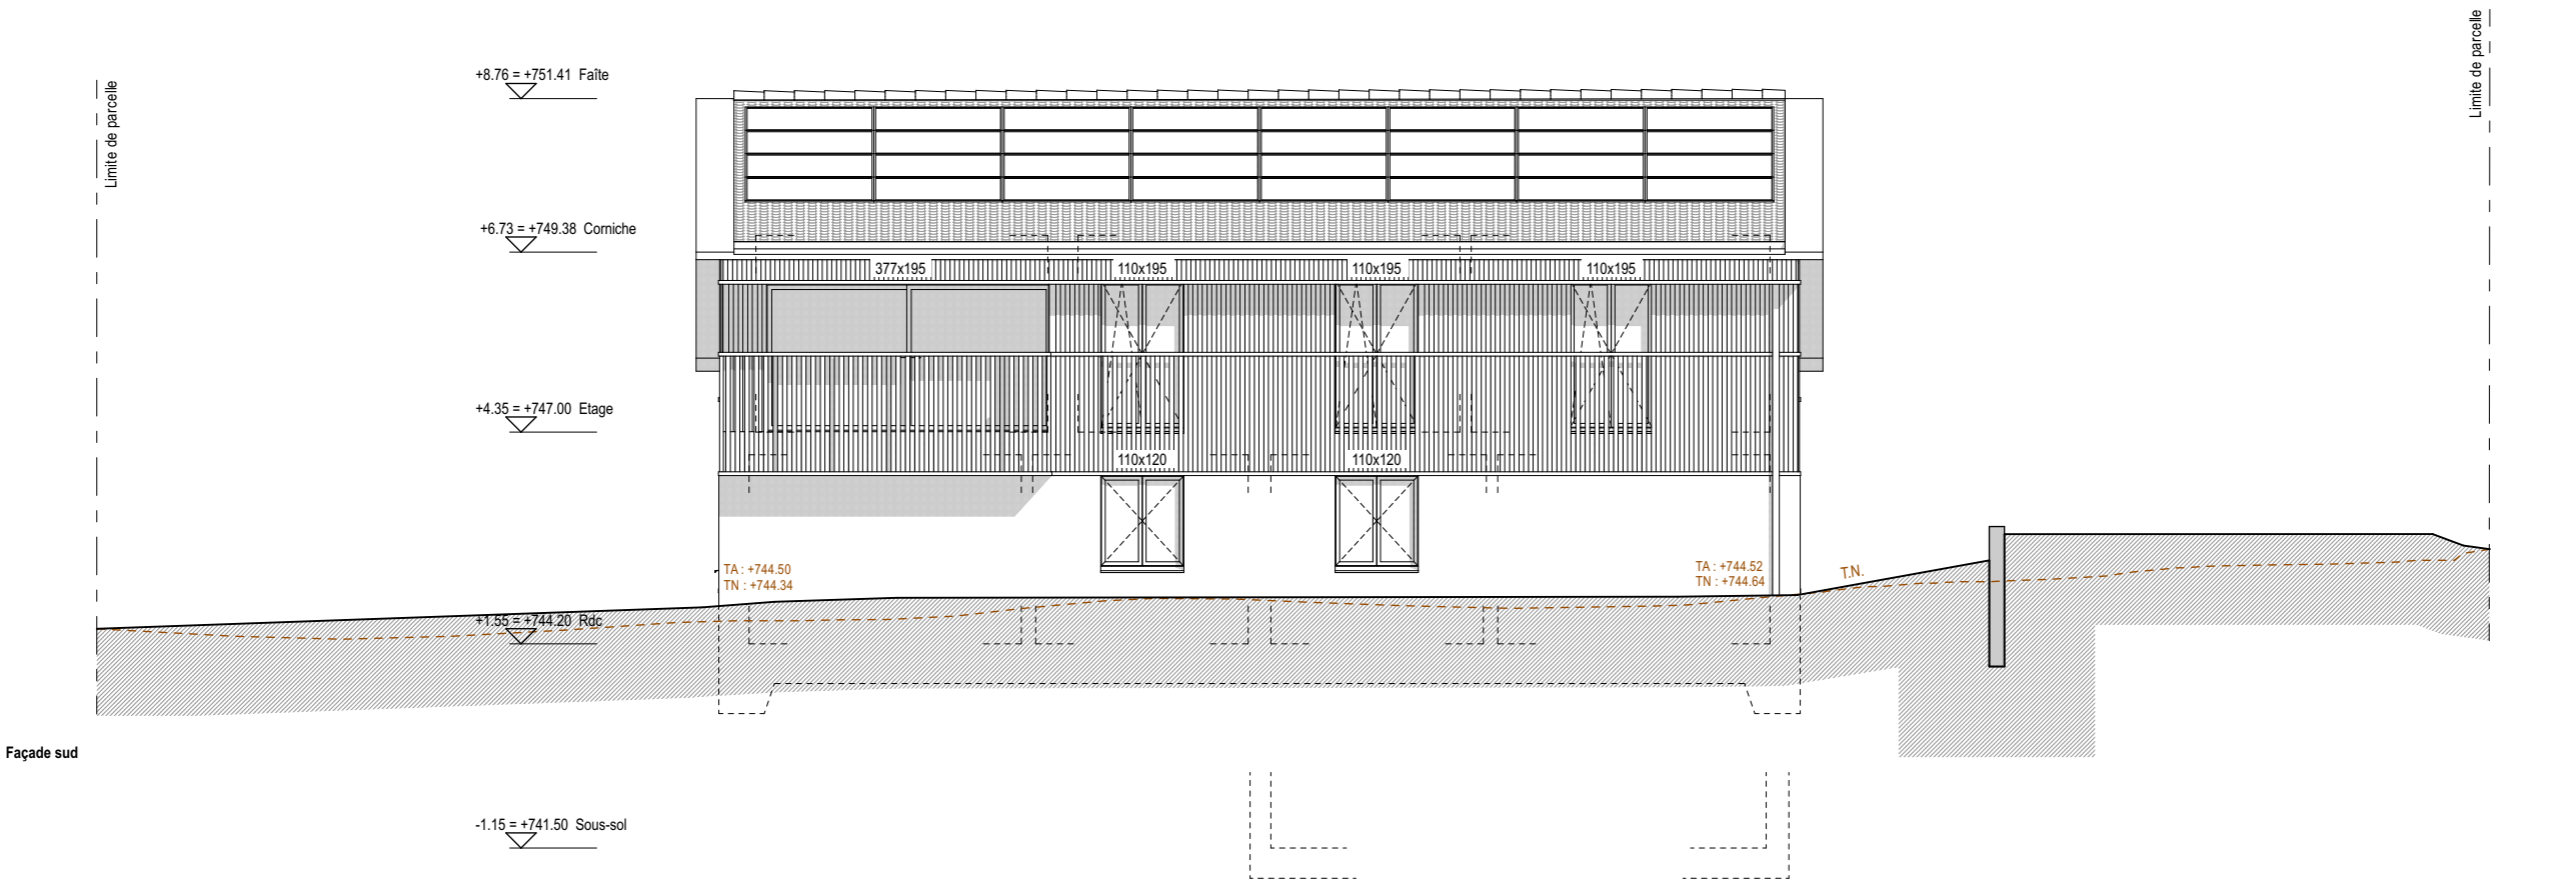 Limite de parcelle
Limite de parcelle
+8.76 = +751.41 Faîte
+6.73 = +749.38 Corniche
377x195
110x195
110x195
110x195
+4.35 = +747.00 Etage
110x120
110x120
TA : +744.50
TN : +744.34
TA : +744.52
TN : +744.64
T.N.
+1.55 = +744.20 Rdc
Façade sud
-1.15 = +741.50 Sous-sol